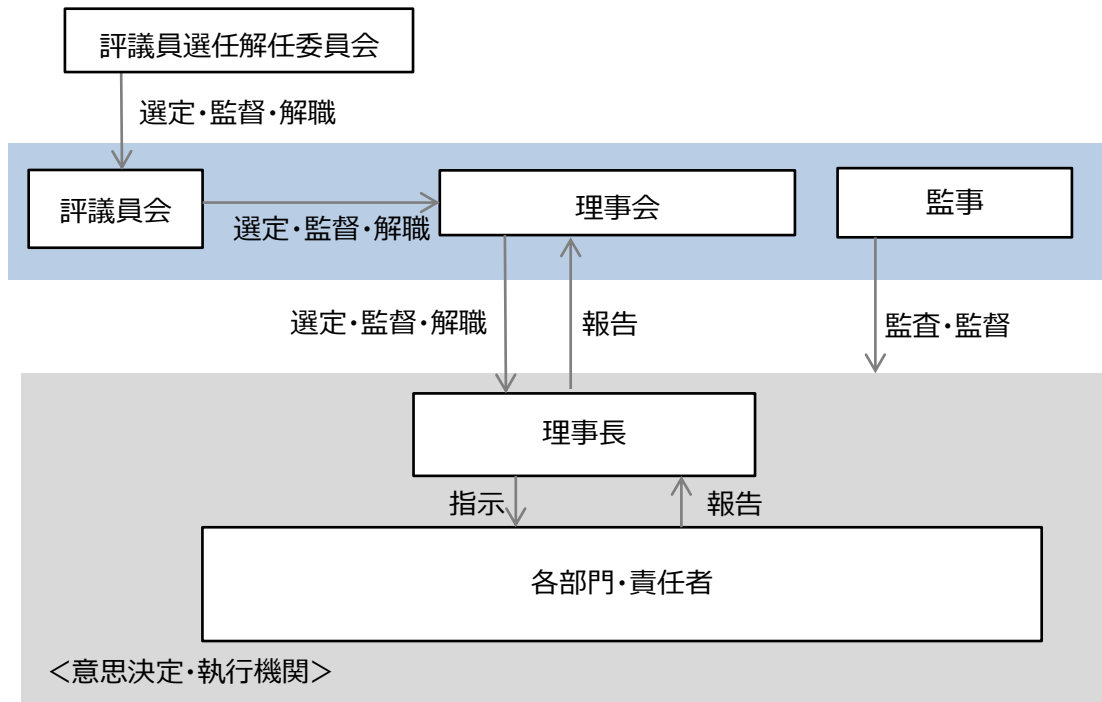 評議員選任解任委員会
選定・監督・解職
評議員会
選定・監督・解職
理事会
監事
選定・監督・解職
報告
監査・監督
理事長
指示
報告
各部門・責任者
＜意思決定・執行機関＞